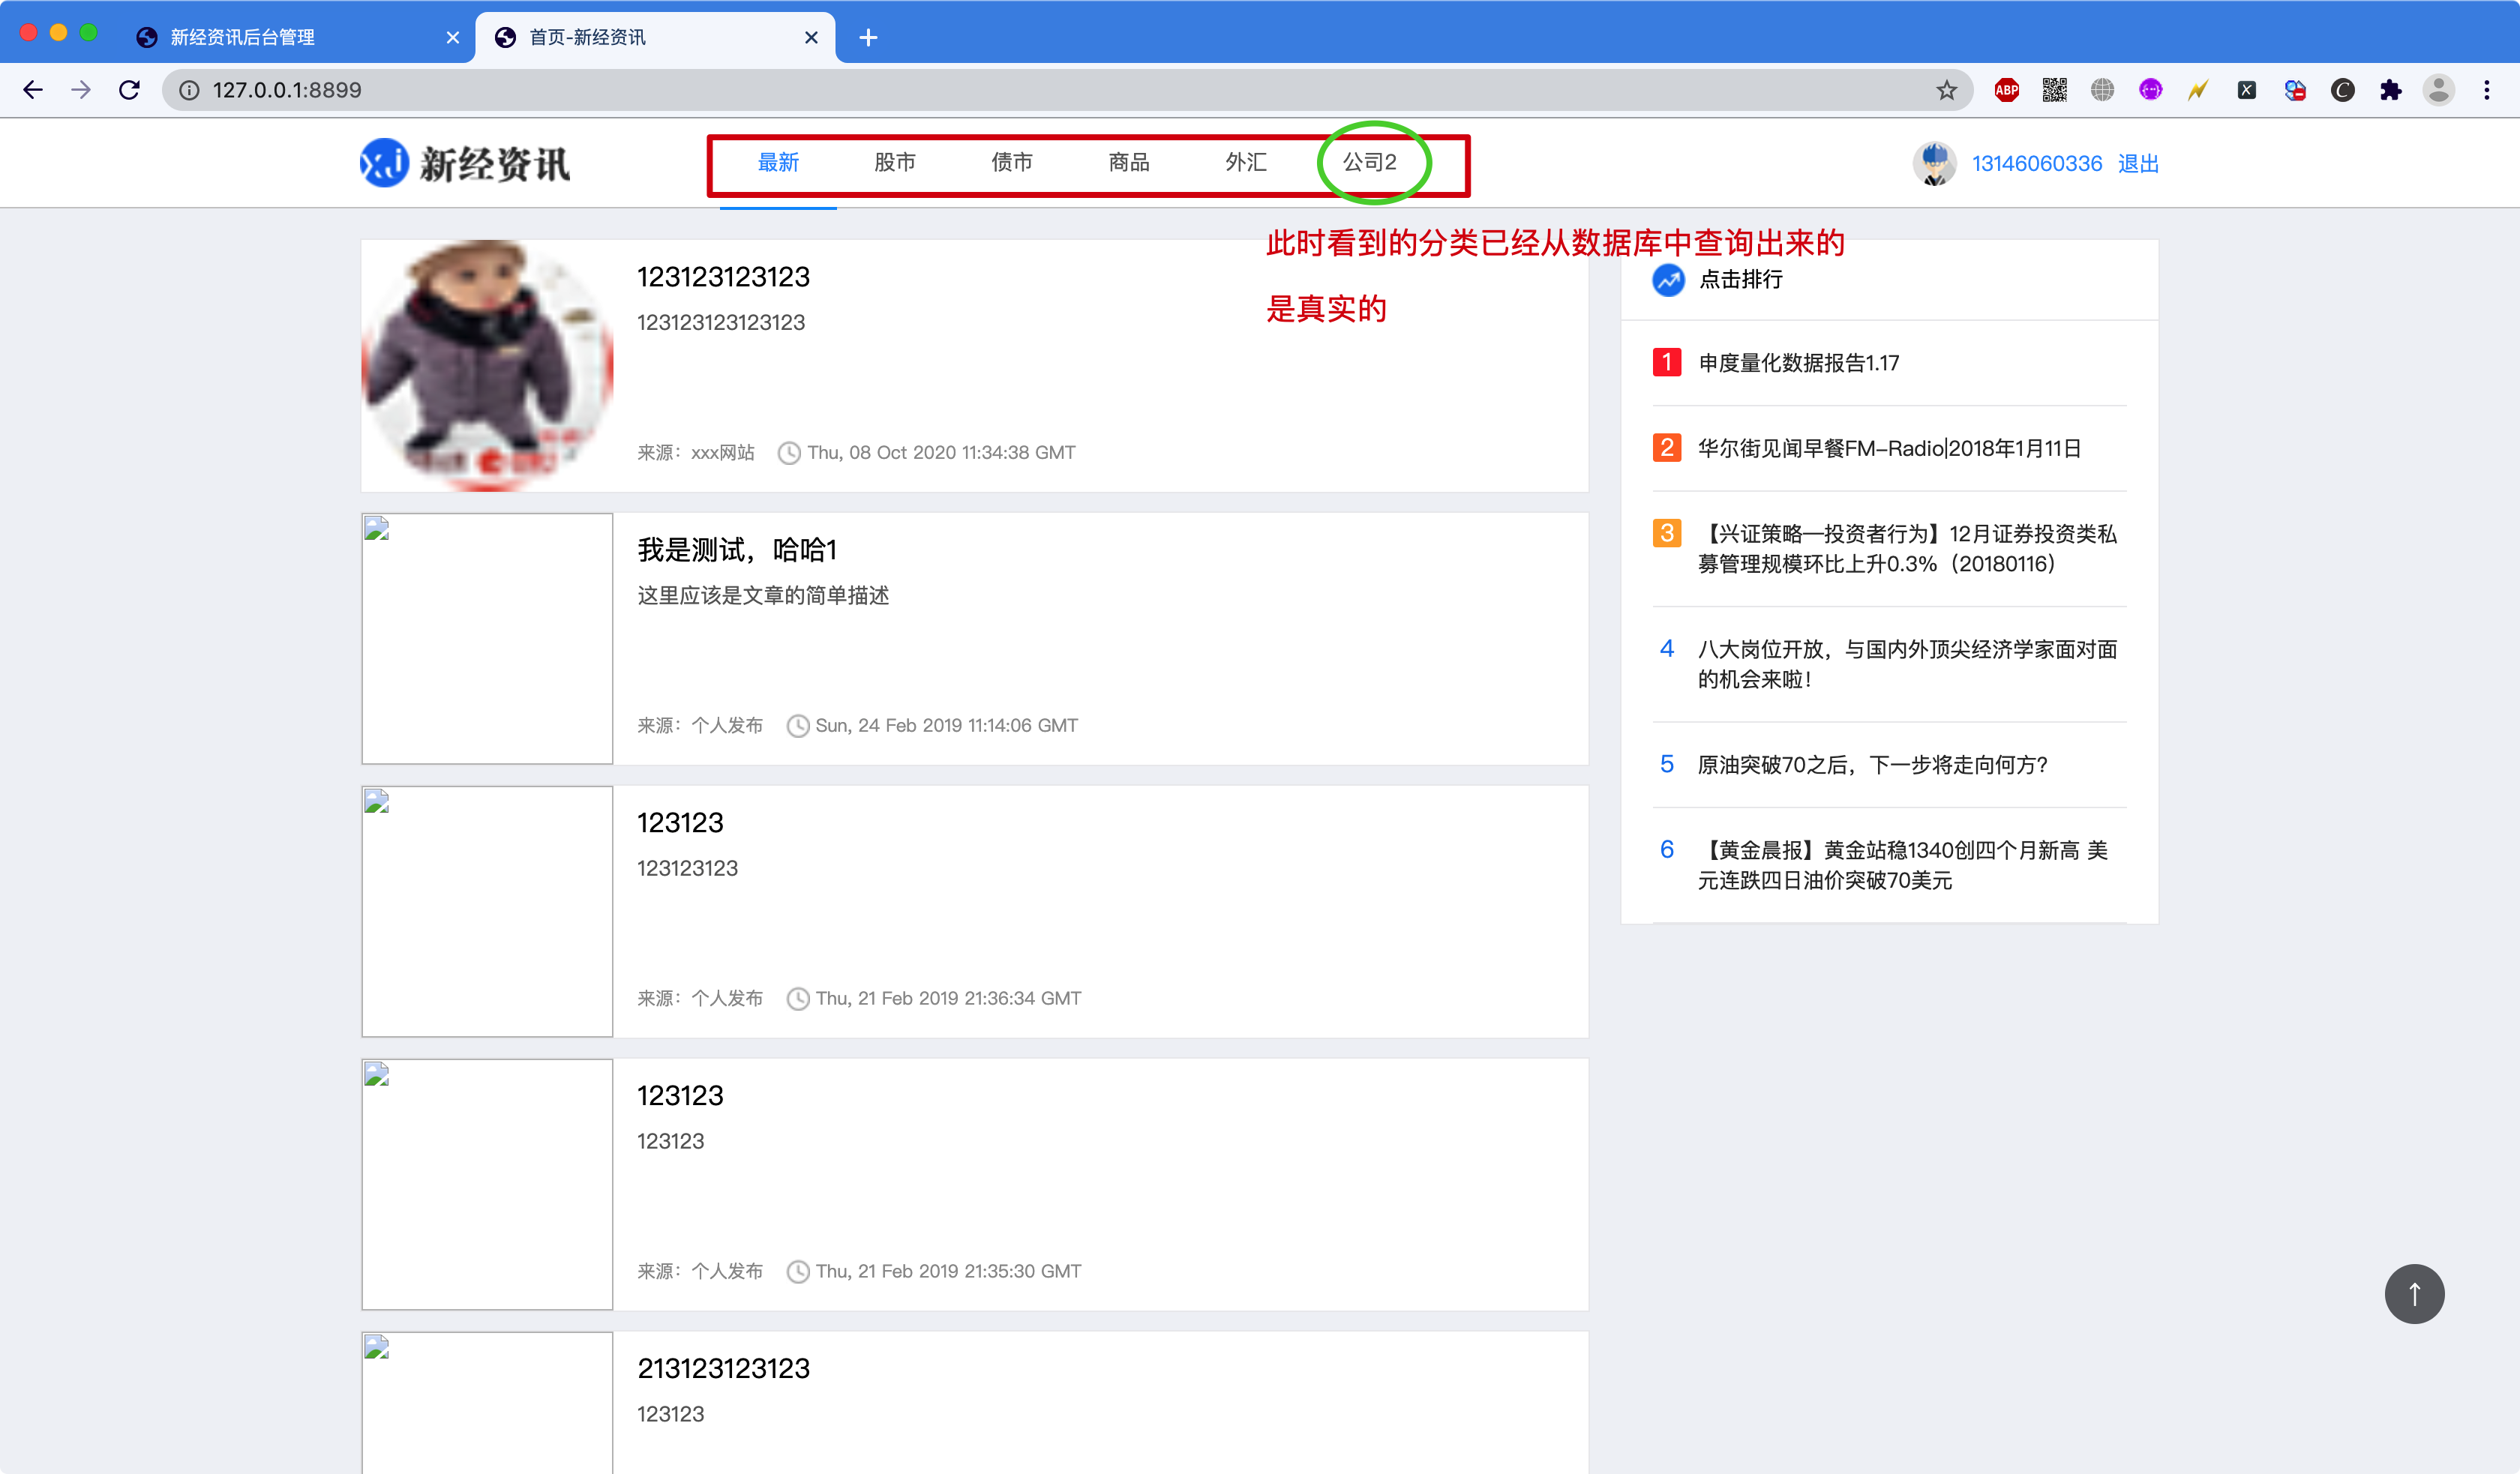 新经资讯后台管理
首页-新经资讯
127.0.0.1:8899
ABP
新经资讯
最新 股市 债市 商品 外汇 公司2
13146060336 退出
此时看到的分类已经从数据库中查询出来的
是真实的
123123123123
123123123123123
来源：xxx网站 Thu, 08 Oct 2020 11:34:38 GMT
我是测试，哈哈1
这里应该是文章的简单描述
来源：个人发布 Sun, 24 Feb 2019 11:14:06 GMT
123123
123123123
来源：个人发布 Thu, 21 Feb 2019 21:36:34 GMT
123123
123123
来源：个人发布 Thu, 21 Feb 2019 21:35:30 GMT
213123123123
123123
点击排行
1 申度量化数据报告1.17
2 华尔街见闻早餐FM-Radio|2018年1月11日
3 【兴证策略—投资者行为】12月证券投资类私
募管理规模环比上升0.3%（20180116）
4 八大岗位开放，与国内外顶尖经济学家面对面
的机会来啦！
5 原油突破70之后，下一步将走向何方？
6 【黄金晨报】黄金站稳1340创四个月新高 美
元连跌四日油价突破70美元